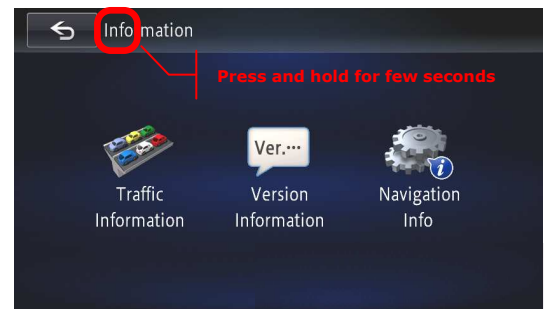 Information
Press and hold for few seconds
Ver.···
Traffic
Information
Version
Information
Navigation
Info
i